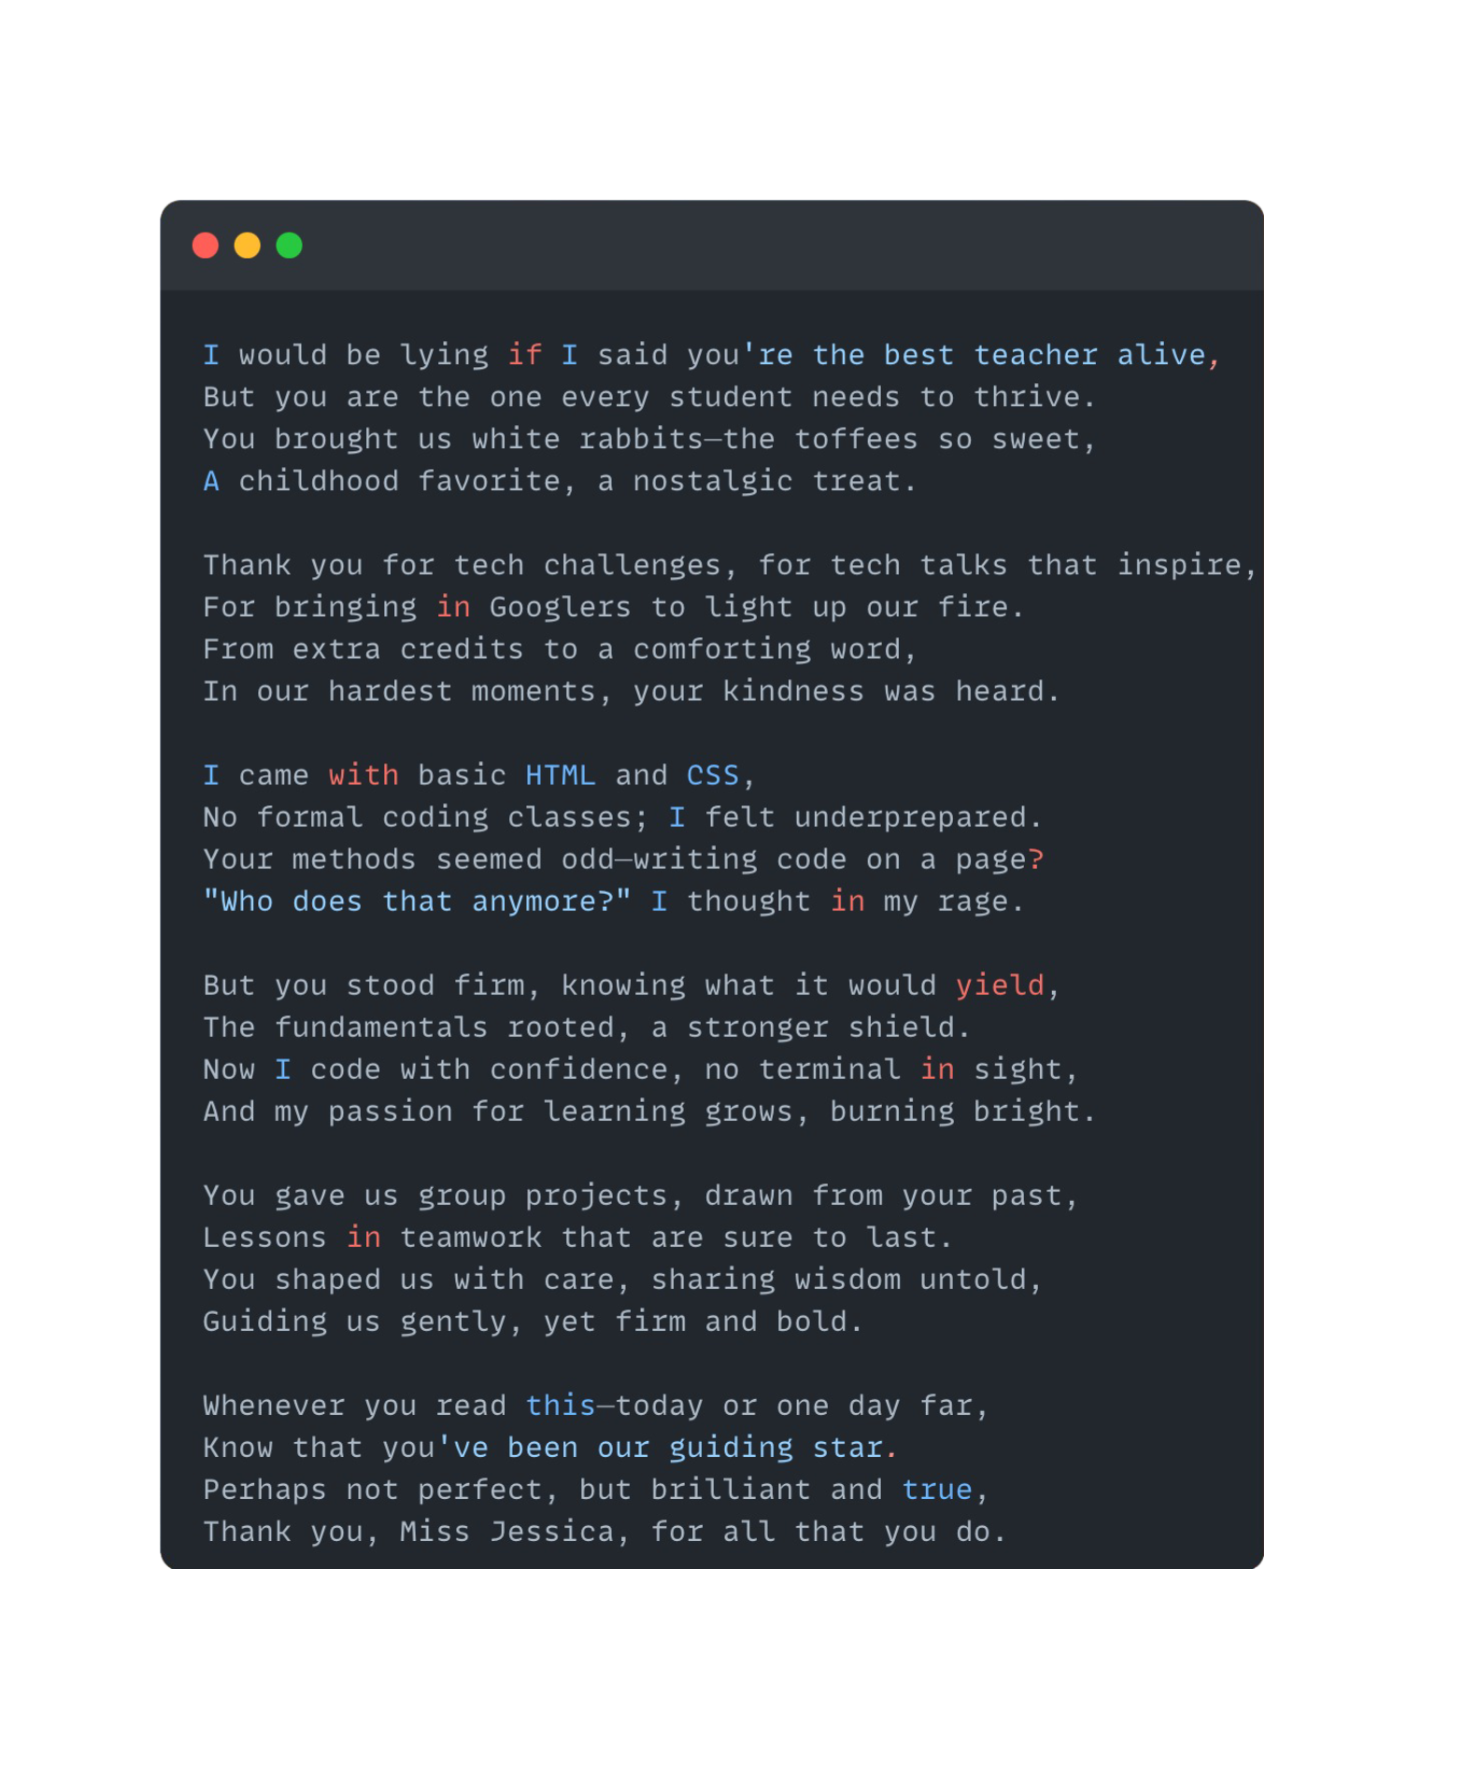 I would be lying if I said you're the best teacher alive,
But you are the one every student needs to thrive.
You brought us white rabbits—the toffees so sweet,
A childhood favorite, a nostalgic treat.
Thank you for tech challenges, for tech talks that inspire,
For bringing in Googlers to light up our fire.
From extra credits to a comforting word,
In our hardest moments, your kindness was heard.
I came with basic HTML and CSS,
No formal coding classes; I felt underprepared.
Your methods seemed odd—writing code on a page?
"Who does that anymore?" I thought in my rage.
But you stood firm, knowing what it would yield,
The fundamentals rooted, a stronger shield.
Now I code with confidence, no terminal in sight,
And my passion for learning grows, burning bright.
You gave us group projects, drawn from your past,
Lessons in teamwork that are sure to last.
You shaped us with care, sharing wisdom untold,
Guiding us gently, yet firm and bold.
Whenever you read this—today or one day far,
Know that you've been our guiding star.
Perhaps not perfect, but brilliant and true,
Thank you, Miss Jessica, for all that you do.